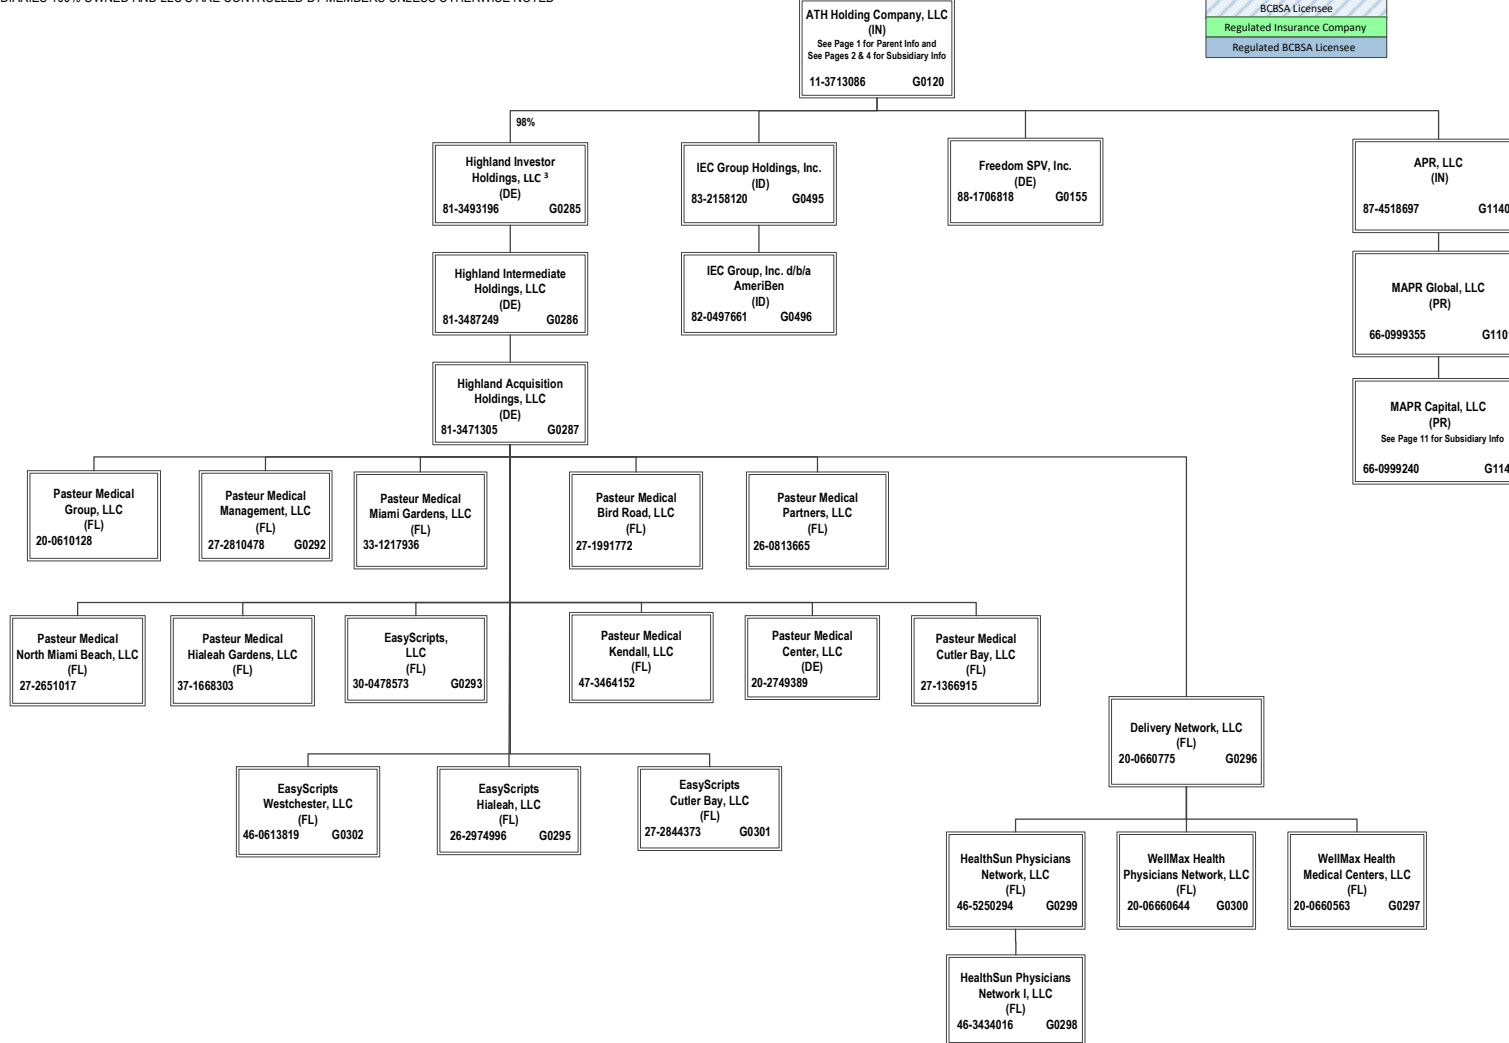 ATH Holding Company, LLC
(IN)
See Page 1 for Parent Info and
See Pages 2 & 4 for Subsidiary Info
11-3713086 G0120
BCBSA Licensee
Regulated Insurance Company
Regulated BCBSA Licensee
98%
Highland Investor
Holdings, LLC ³
(DE)
81-3493196 G0285
IEC Group Holdings, Inc.
(ID)
83-2158120 G0495
Freedom SPV, Inc.
(DE)
88-1706818 G0155
APR, LLC
(IN)
87-4518697 G1140
Highland Intermediate
Holdings, LLC
(DE)
81-3487249 G0286
IEC Group, Inc. d/b/a
AmeriBen
(ID)
82-0497661 G0496
MAPR Global, LLC
(PR)
66-0999355
Highland Acquisition
Holdings, LLC
(DE)
81-3471305 G0287
MAPR Capital, LLC
(PR)
See Page 11 for Subsidiary Info
66-0999240
Pasteur Medical
Group, LLC
(FL)
20-0610128
Pasteur Medical
Management, LLC
(FL)
27-2810478 G0292
Pasteur Medical
Miami Gardens, LLC
(FL)
33-1217936
Pasteur Medical
Bird Road, LLC
(FL)
27-1991772
Pasteur Medical
Partners, LLC
(FL)
26-0813665
Pasteur Medical
North Miami Beach, LLC
(FL)
27-2651017
Pasteur Medical
Hialeah Gardens, LLC
(FL)
37-1668303
EasyScripts,
LLC
(FL)
30-0478573 G0293
Pasteur Medical
Kendall, LLC
(FL)
47-3464152
Pasteur Medical
Center, LLC
(DE)
20-2749389
Pasteur Medical
Cutler Bay, LLC
(FL)
27-1366915
Delivery Network, LLC
(FL)
20-0660775 G0296
EasyScripts
Westchester, LLC
(FL)
46-0613819 G0302
EasyScripts
Hialeah, LLC
(FL)
26-2974996 G0295
EasyScripts
Cutler Bay, LLC
(FL)
27-2844373 G0301
HealthSun Physicians
Network, LLC
(FL)
46-5250294 G0299
WellMax Health
Physicians Network, LLC
(FL)
20-06660644 G0300
WellMax Health
Medical Centers, LLC
(FL)
20-0660563 G0297
HealthSun Physicians
Network I, LLC
(FL)
46-3434016 G0298